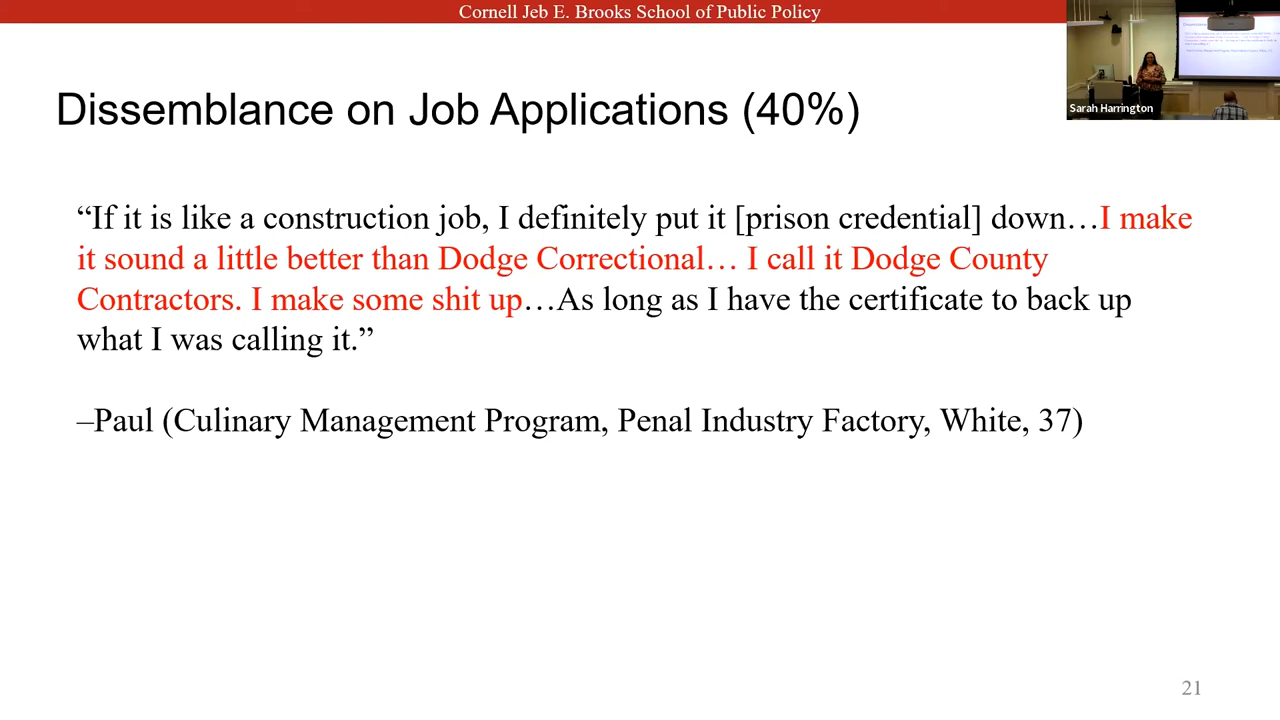 Cornell Jeb E. Brooks School of Public Policy
Sarah Harrington
Dissemblance on Job Applications (40%)
“If it is like a construction job, I definitely put it [prison credential] down…I make
it sound a little better than Dodge Correctional… I call it Dodge County
Contractors. I make some shit up…As long as I have the certificate to back up
what I was calling it.”
–Paul (Culinary Management Program, Penal Industry Factory, White, 37)
21